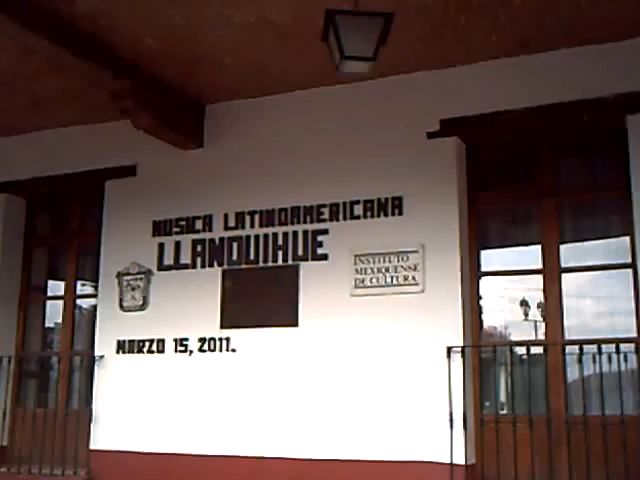 MUSICA LATINOAMERICANA
LLANQUIHUE
INSTITUTO
MEXIQUENSE
DE CULTURA
MARZO 15, 2011.